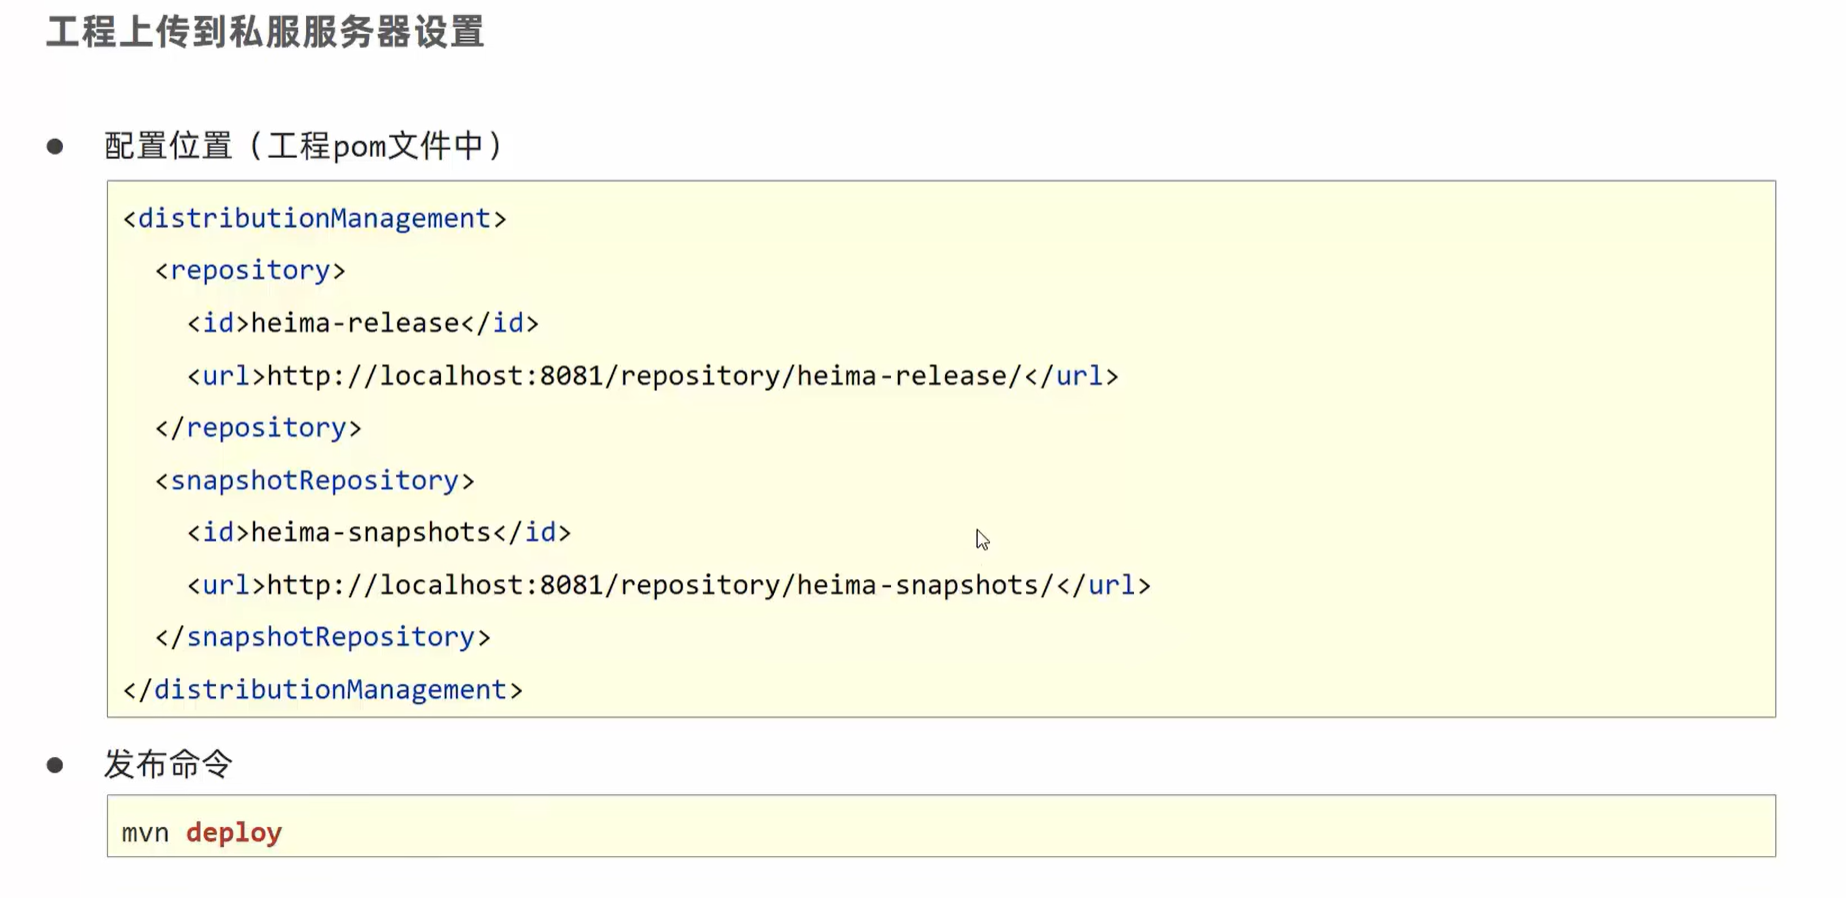 工程上传到私服服务器设置
● 配置位置（工程pom文件中）
<distributionManagement>
<repository>
<id>heima-release</id>
<url>http://localhost:8081/repository/heima-release/</url>
</repository>
<snapshotRepository>
<id>heima-snapshots</id>
<url>http://localhost:8081/repository/heima-snapshots/</url>
</snapshotRepository>
</distributionManagement>
● 发布命令
mvn deploy